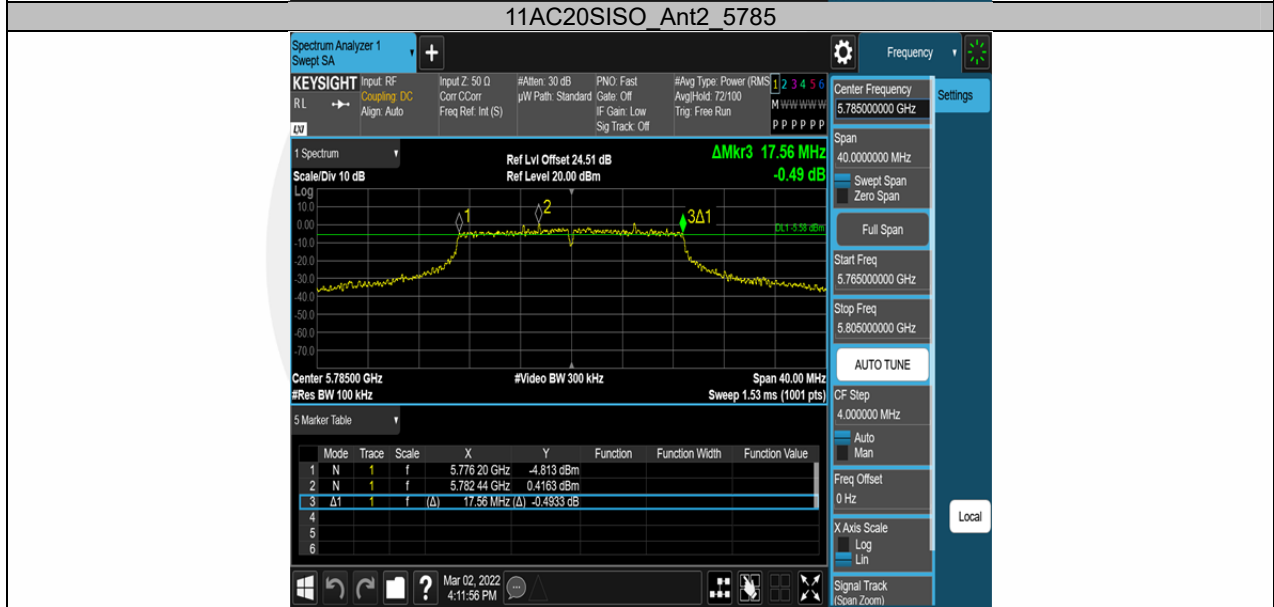 11AC20SISO_Ant2_5785
Spectrum Analyzer 1
Swept SA
+
Frequency
KEYSIGHT
RL
LXI
Input: RF
Coupling: DC
Align: Auto
Input Z: 50 Ω
Corr CCorr
Freq Ref: Int (S)
#Atten: 30 dB
µW Path: Standard
PNO: Fast
Gate: Off
IF Gain: Low
Sig Track: Off
#Avg Type: Power (RMS
Avg|Hold: 72/100
Trig: Free Run
1 2 3 4 5 6
M W W W W W
P P P P P P
1 Spectrum
Scale/Div 10 dB
Ref Lvl Offset 24.51 dB
Ref Level 20.00 dBm
ΔMkr3 17.56 MHz
-0.49 dB
Log
10.0
0.00
-10.0
-20.0
-30.0
-40.0
-50.0
-60.0
-70.0
1
2
3Δ1
DL1 -5.58 dBm
Center 5.78500 GHz
#Res BW 100 kHz
#Video BW 300 kHz
Span 40.00 MHz
Sweep 1.53 ms (1001 pts)
5 Marker Table
Mode Trace Scale X Y Function Function Width Function Value
1 N 1 f 5.776 20 GHz -4.813 dBm
2 N 1 f 5.782 44 GHz 0.4163 dBm
3 Δ1 1 f (Δ) 17.56 MHz (Δ) -0.4933 dB
4
5
6
Center Frequency
5.785000000 GHz
Settings
Span
40.0000000 MHz
Swept Span
Zero Span
Full Span
Start Freq
5.765000000 GHz
Stop Freq
5.805000000 GHz
AUTO TUNE
CF Step
4.000000 MHz
Auto
Man
Freq Offset
0 Hz
X Axis Scale
Log
Lin
Signal Track
(Span Zoom)
Local
?
Mar 02, 2022
4:11:56 PM